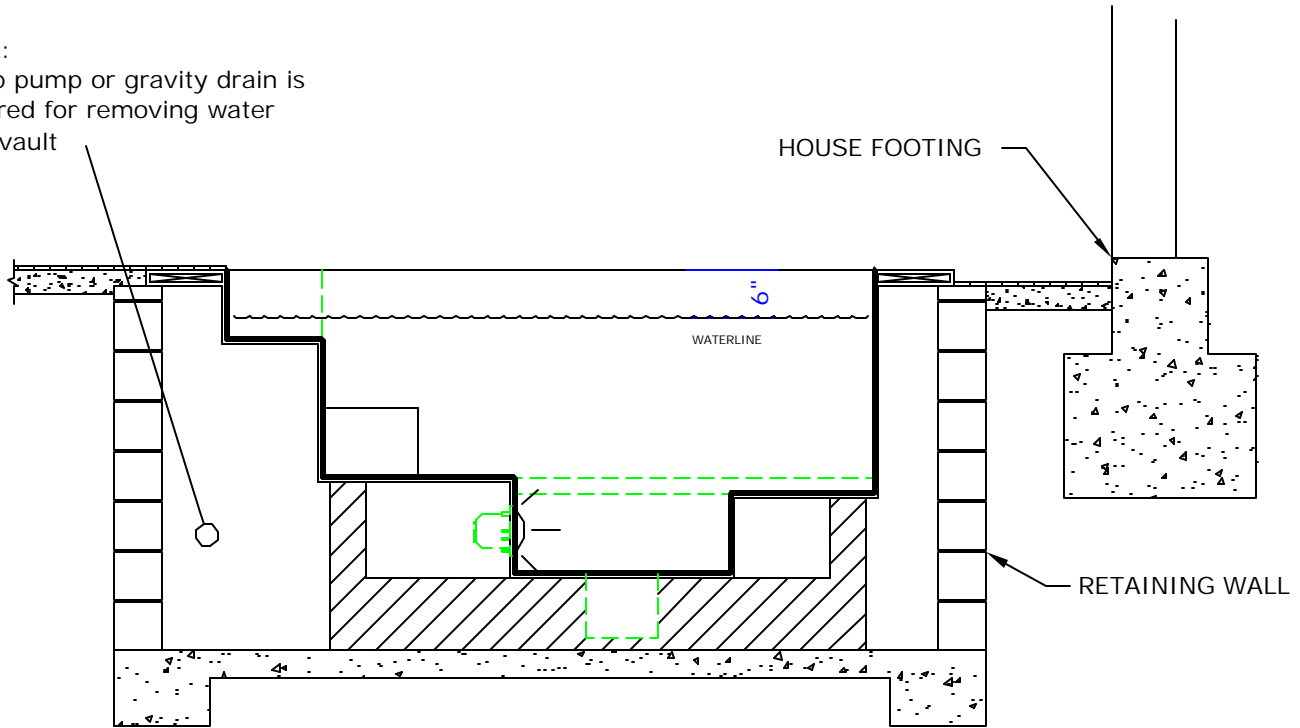 :
pump or gravity drain is
red for removing water
vault
HOUSE FOOTING
6"
WATERLINE
RETAINING WALL